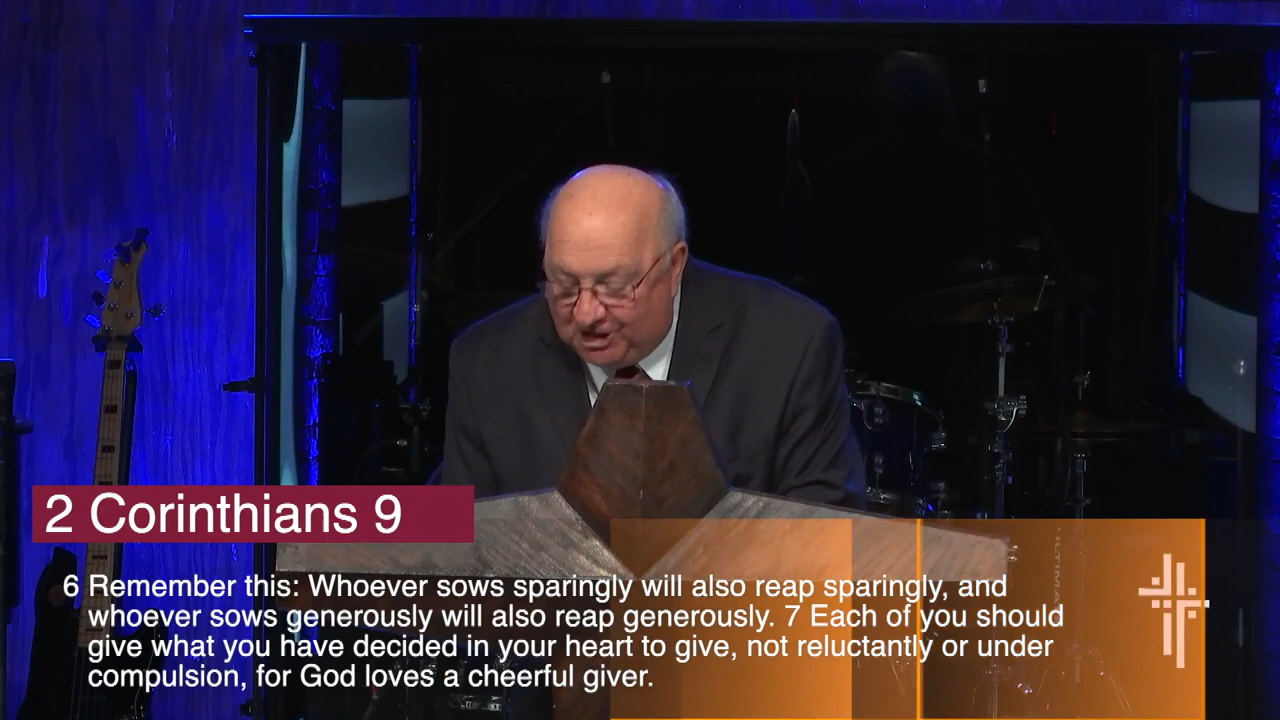 2 Corinthians 9
6 Remember this: Whoever sows sparingly will also reap sparingly, and
whoever sows generously will also reap generously. 7 Each of you should
give what you have decided in your heart to give, not reluctantly or under
compulsion, for God loves a cheerful giver.